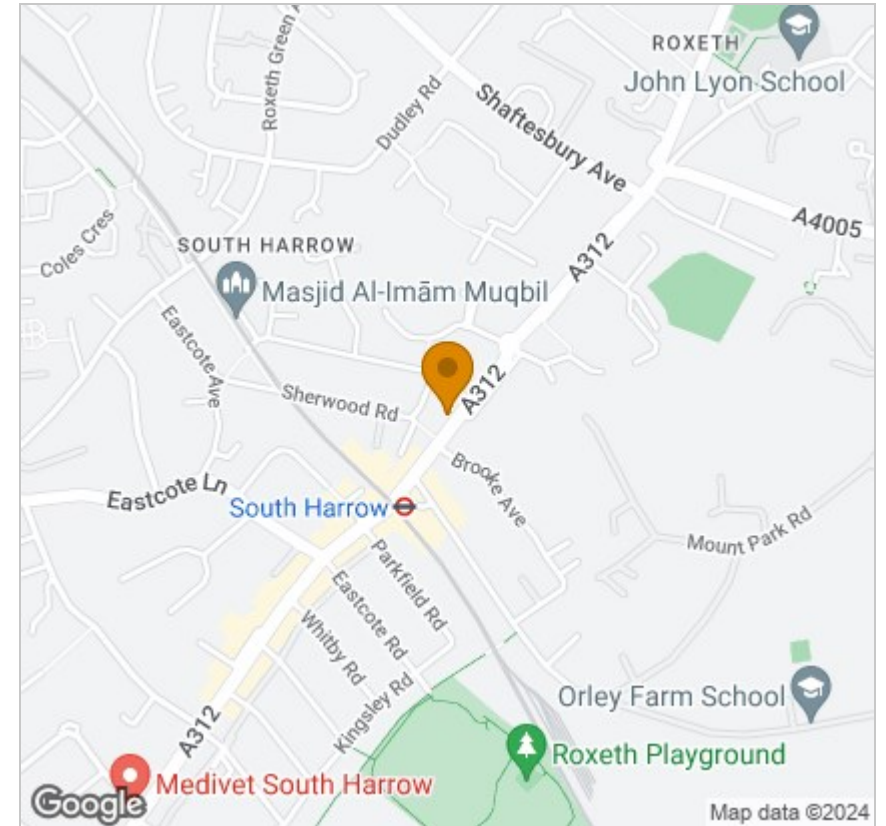 Roxeth Green A
ROXETH
John Lyon School
Dudley Rd
Shaftesbury Ave
A4005
Coles Cres
SOUTH HARROW
A312
Masjid Al-Imām Muqbil
Eastcote Ave
Sherwood Rd
A312
Brooke Ave
Eastcote Ln
South Harrow
Mount Park Rd
Parkfield Rd
Eastcote Rd
Whitby Rd
Kingsley Rd
Orley Farm School
A312
Roxeth Playground
Medivet South Harrow
Google
Map data ©2024